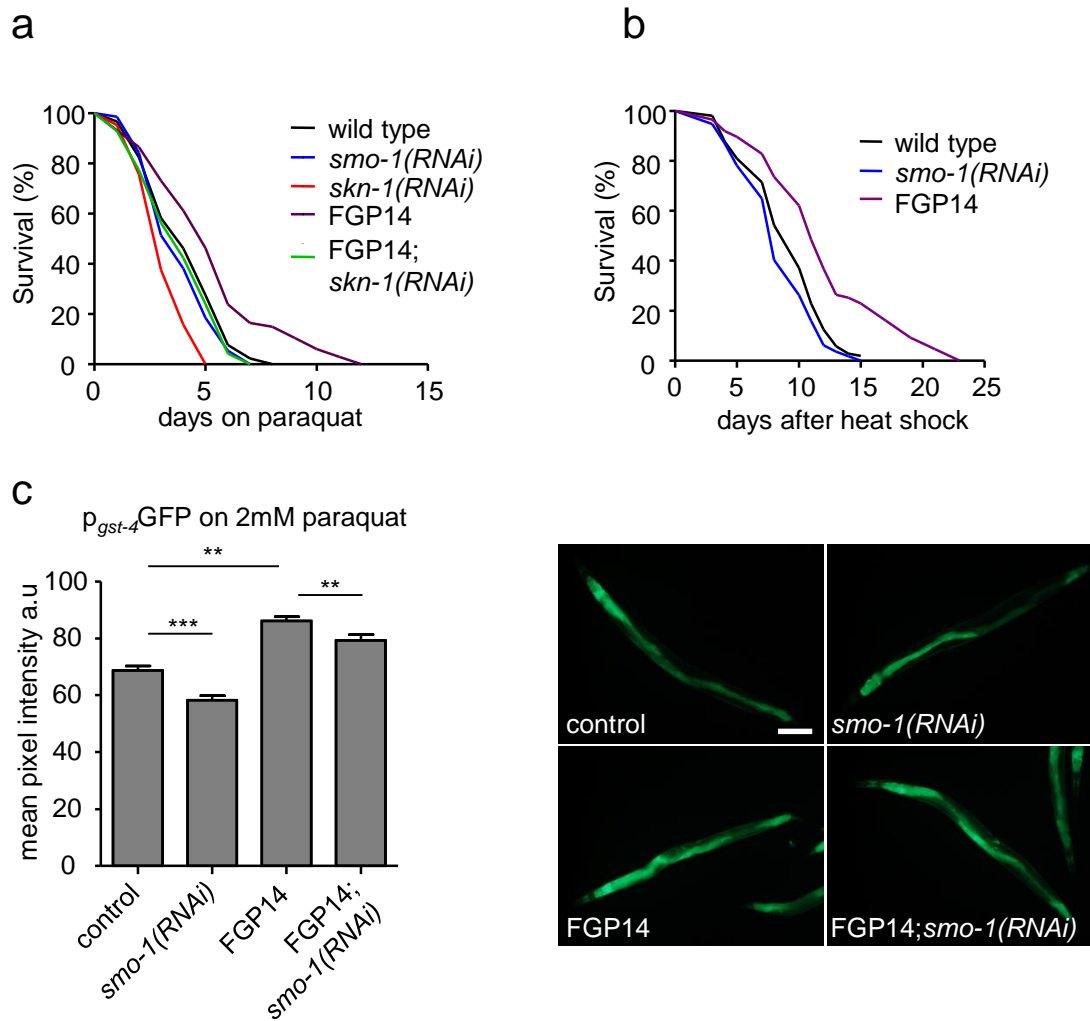 a
100
80
60
40
20
0
Survival (%)
0 5 10 15
days on paraquat
wild type
smo-1(RNAi)
skn-1(RNAi)
FGP14
FGP14;
skn-1(RNAi)
b
100
80
60
40
20
0
Survival (%)
0 5 10 15 20 25
days after heat shock
wild type
smo-1(RNAi)
FGP14
c
pgst-4GFP on 2mM paraquat
100
80
60
40
20
0
mean pixel intensity a.u
**
***
**
control
smo-1(RNAi)
FGP14
FGP14;
smo-1(RNAi)
control
smo-1(RNAi)
FGP14
FGP14;smo-1(RNAi)